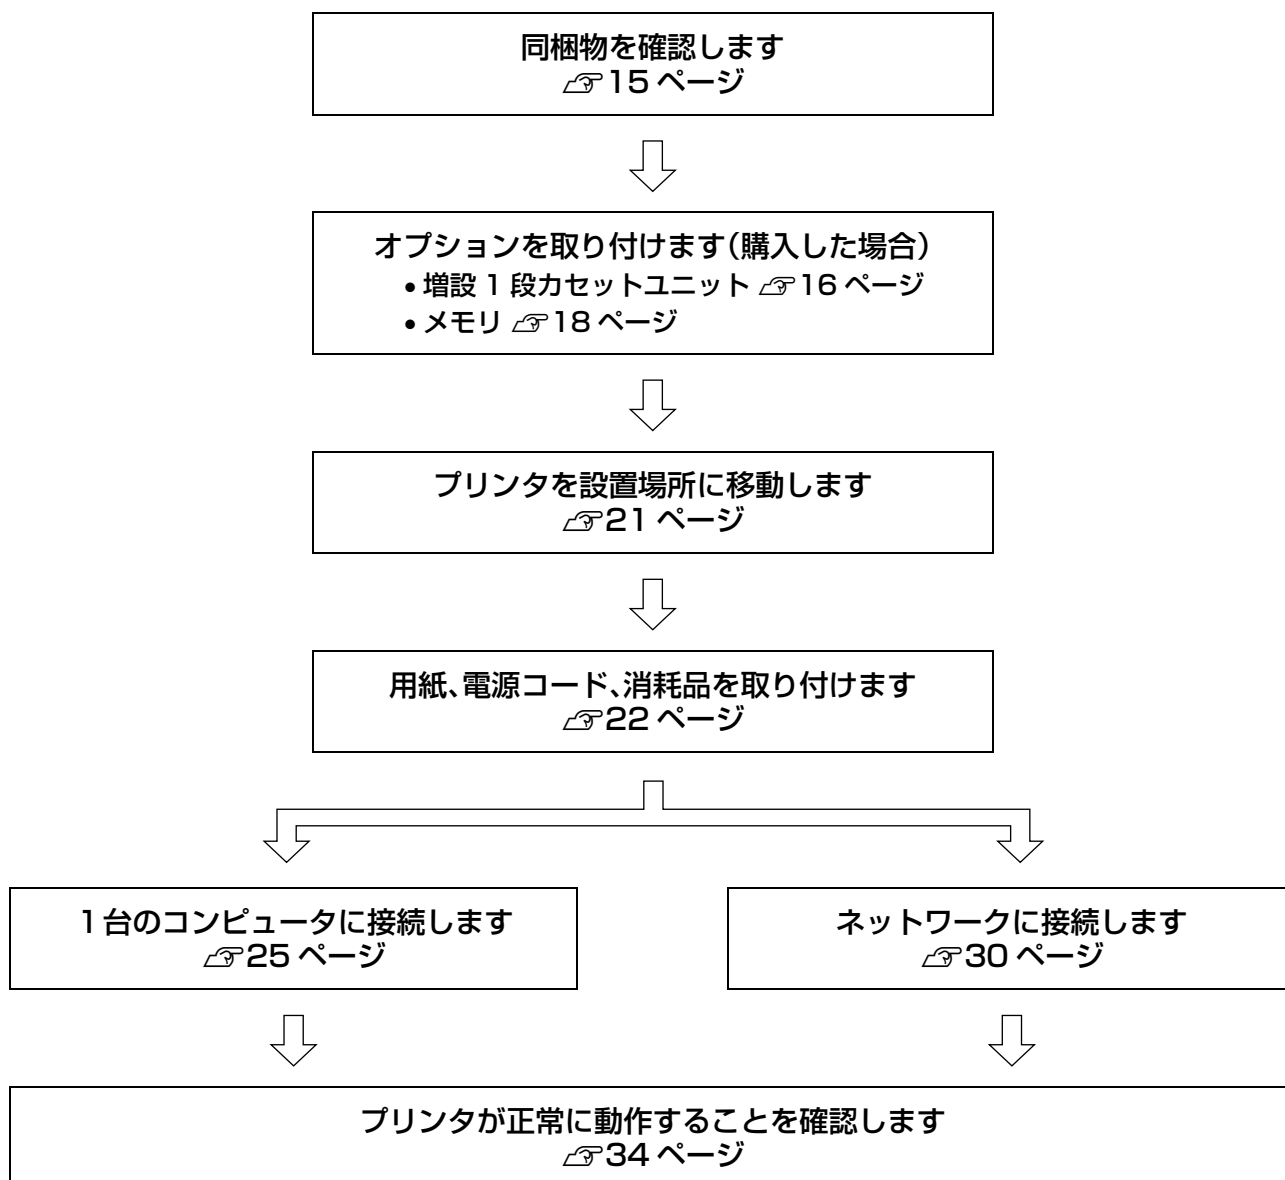 同梱物を確認します
☞15 ページ
オプションを取り付けます(購入した場合)
• 増設 1 段カセットユニット ☞16 ページ
• メモリ ☞18 ページ
プリンタを設置場所に移動します
☞21 ページ
用紙、電源コード、消耗品を取り付けます
☞22 ページ
1台のコンピュータに接続します
☞25 ページ
ネットワークに接続します
☞30 ページ
プリンタが正常に動作することを確認します
☞34 ページ